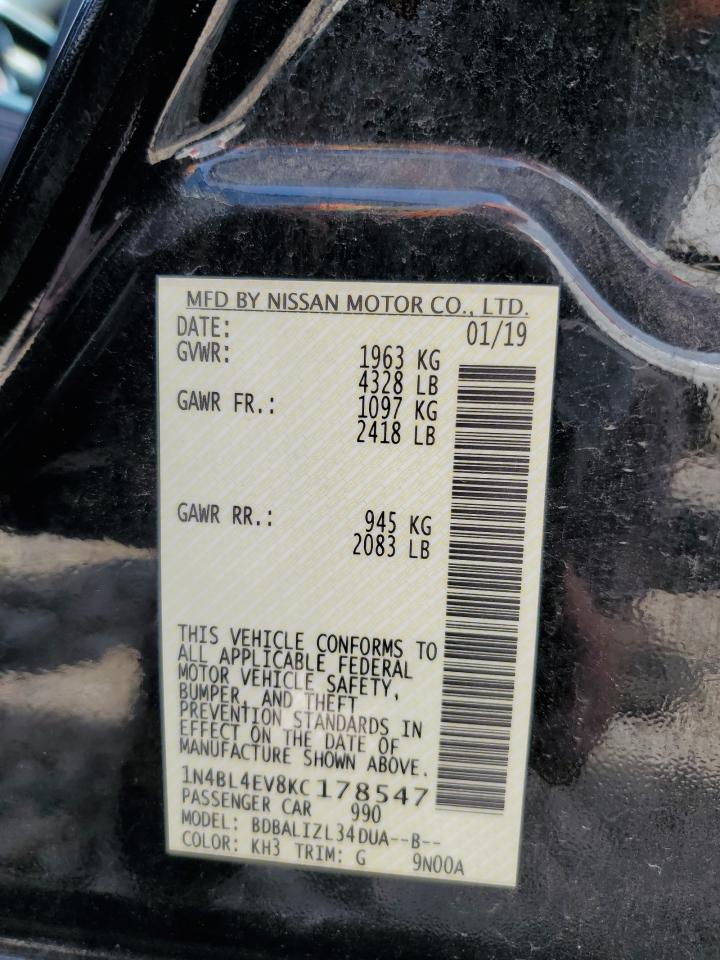 MFD BY NISSAN MOTOR CO., LTD.
DATE: 01/19
GVWR: 1963 KG
4328 LB
GAWR FR.: 1097 KG
2418 LB
GAWR RR.: 945 KG
2083 LB
THIS VEHICLE CONFORMS TO
ALL APPLICABLE FEDERAL
MOTOR VEHICLE SAFETY,
BUMPER, AND THEFT
PREVENTION STANDARDS IN
EFFECT ON THE DATE OF
MANUFACTURE SHOWN ABOVE.
1N4BL4EV8KC178547
PASSENGER CAR 990
MODEL: BDBALIZL34DUA--B--
COLOR: KH3 TRIM: G 9N00A